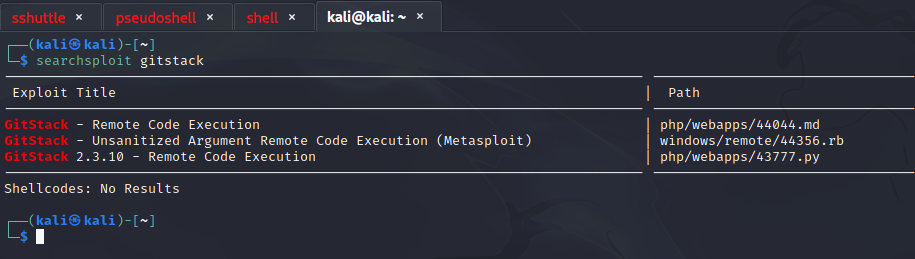 sshuttle × pseudoshell × shell × kali@kali: ~ ×
┌──(kali㉿kali)-[~]
└─$ searchsploit gitstack
Exploit Title | Path
GitStack - Remote Code Execution | php/webapps/44044.md
GitStack - Unsanitized Argument Remote Code Execution (Metasploit) | windows/remote/44356.rb
GitStack 2.3.10 - Remote Code Execution | php/webapps/43777.py
Shellcodes: No Results
┌──(kali㉿kali)-[~]
└─$